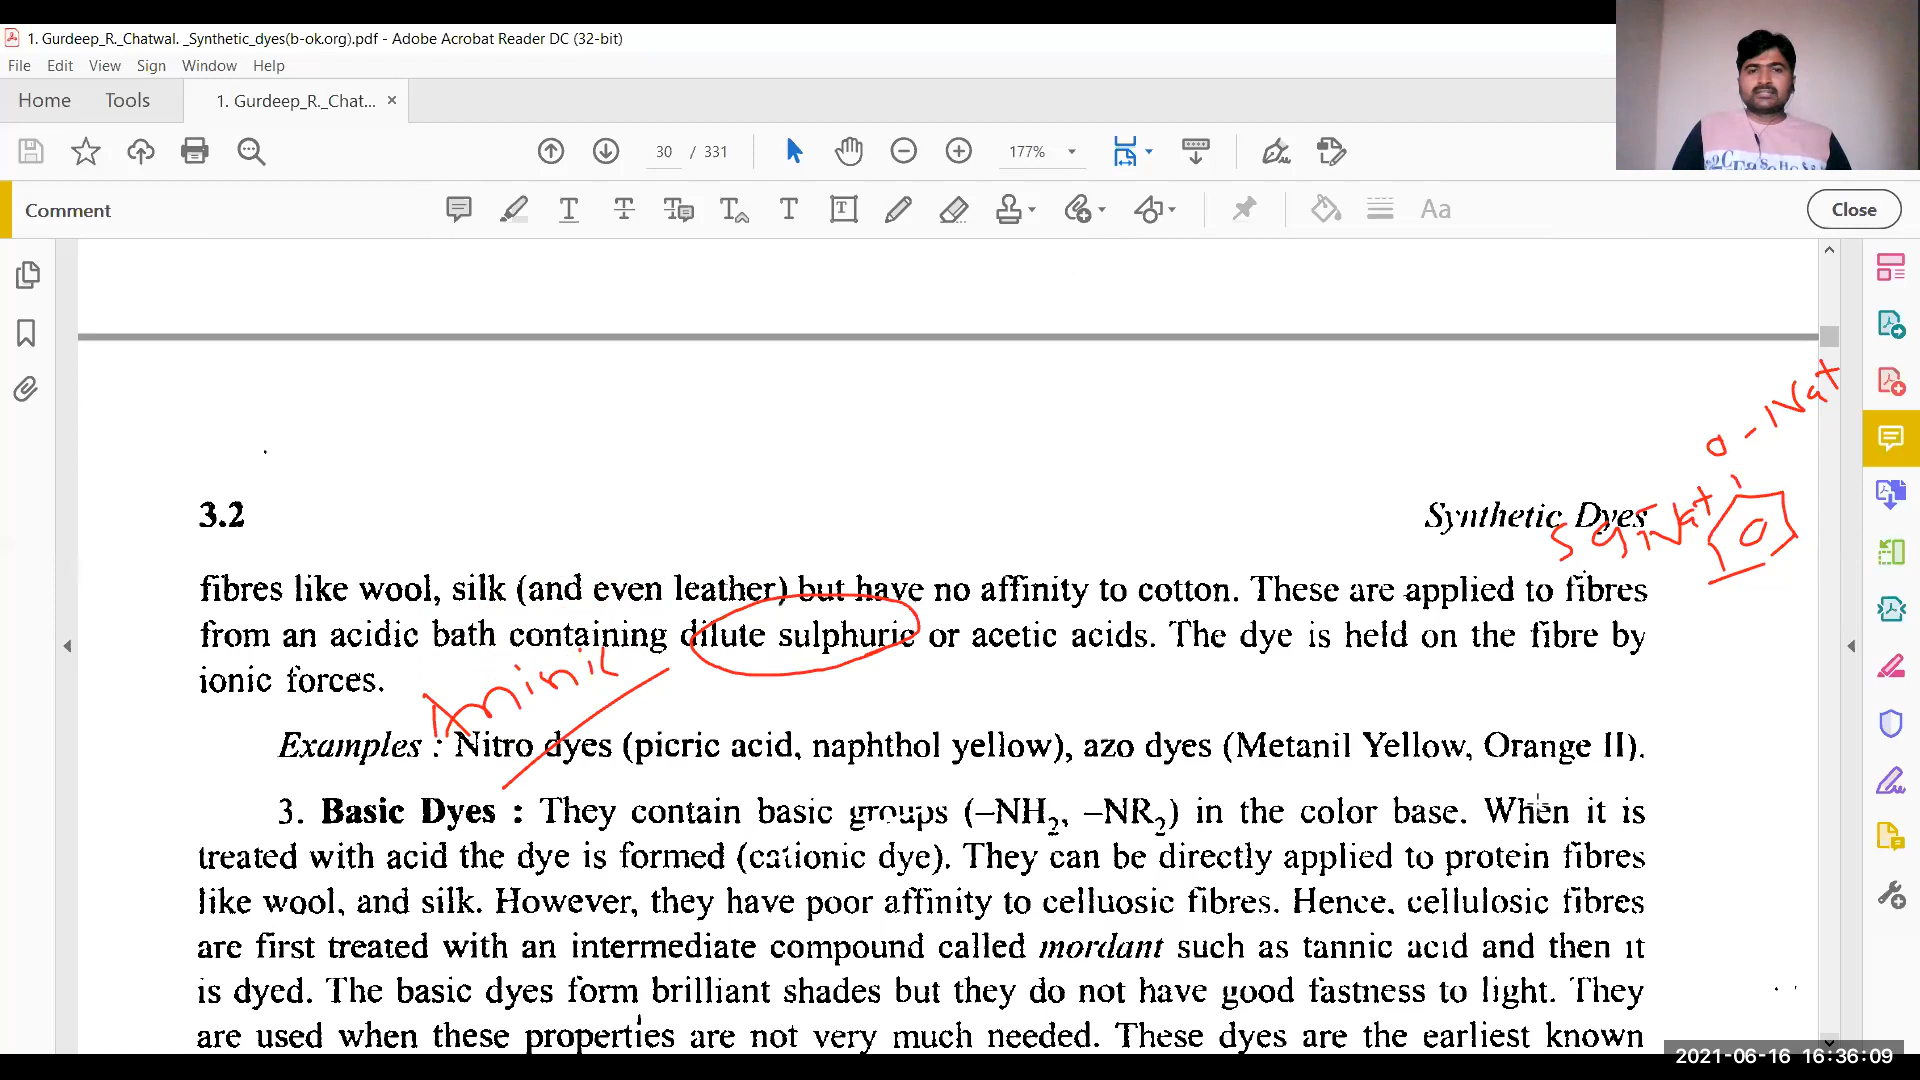 1. Gurdeep_R._Chatwal. _Synthetic_dyes(b-ok.org).pdf - Adobe Acrobat Reader DC (32-bit)
File Edit View Sign Window Help
Home Tools 1. Gurdeep_R._Chat... ×
30 / 331 177%
Comment Close
O - Na+
3.2 Synthetic Dyes
fibres like wool, silk (and even leather) but have no affinity to cotton. These are applied to fibres
from an acidic bath containing dilute sulphuric or acetic acids. The dye is held on the fibre by
ionic forces.
Aninic
Examples : Nitro dyes (picric acid, naphthol yellow), azo dyes (Metanil Yellow, Orange II).
3. Basic Dyes : They contain basic groups (–NH2, –NR2) in the color base. When it is
treated with acid the dye is formed (cationic dye). They can be directly applied to protein fibres
like wool, and silk. However, they have poor affinity to celluosic fibres. Hence, cellulosic fibres
are first treated with an intermediate compound called mordant such as tannic acid and then it
is dyed. The basic dyes form brilliant shades but they do not have good fastness to light. They
are used when these properties are not very much needed. These dyes are the earliest known
2021-06-16 16:36:09